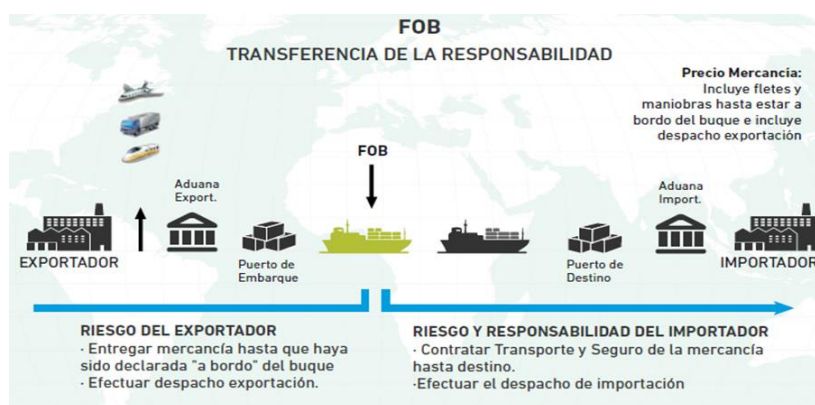 FOB
TRANSFERENCIA DE LA RESPONSABILIDAD
Precio Mercancia:
Incluye fletes y
maniobras hasta estar a
bordo del buque e incluye
despacho exportación
FOB
Aduana
Export.
Aduana
Import.
EXPORTADOR
Puerto de
Embarque
Puerto de
Destino
IMPORTADOR
RIESGO DEL EXPORTADOR
· Entregar mercancía hasta que haya
sido declarada "a bordo" del buque
· Efectuar despacho exportación.
RIESGO Y RESPONSABILIDAD DEL IMPORTADOR
· Contratar Transporte y Seguro de la mercancía
hasta destino.
·Efectuar el despacho de importación